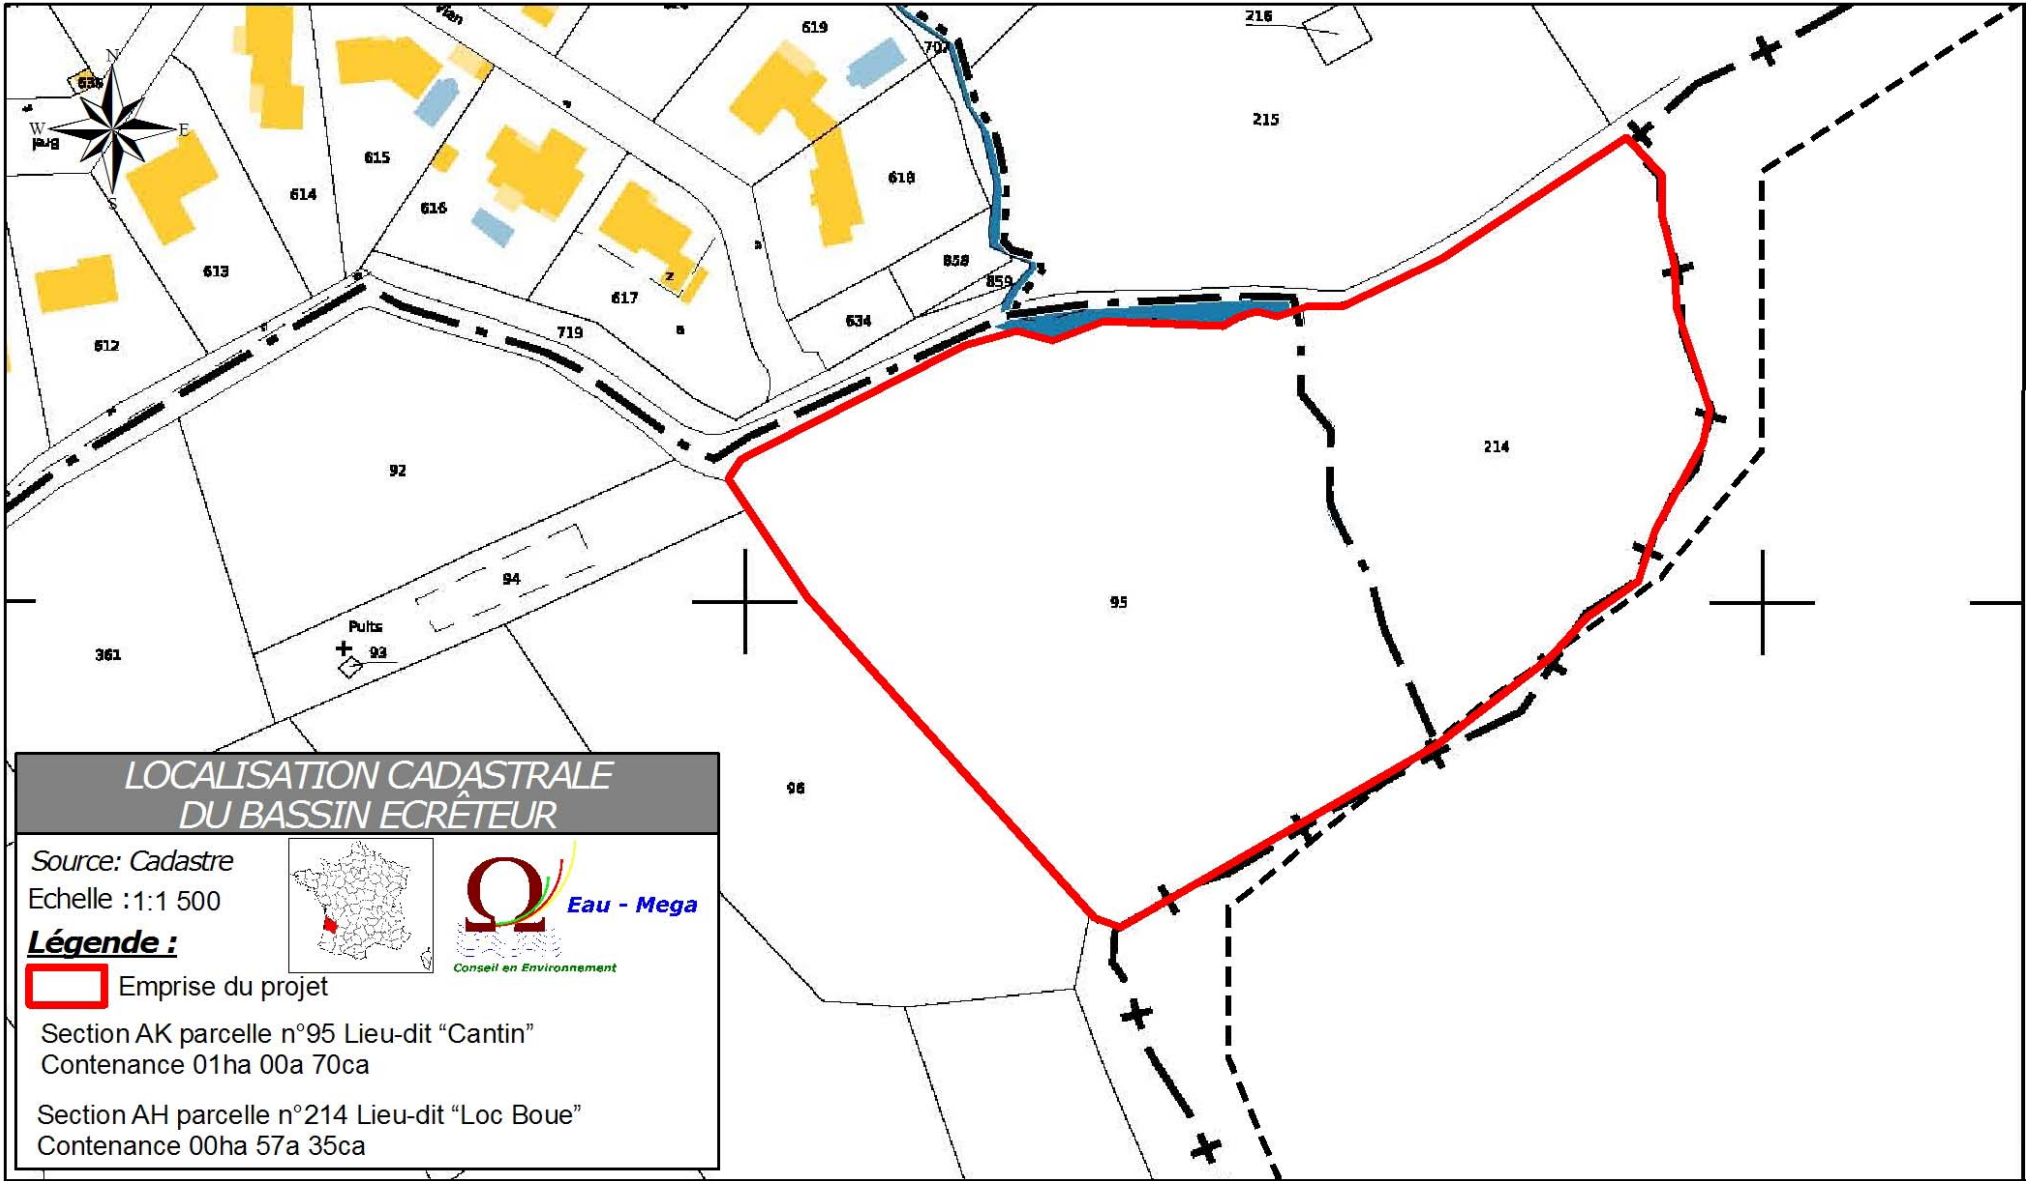 619
216
702
N
W
E
S
215
615
614
616
618
613
858
859
617
634
719
612
92
214
94
95
Puits
93
361
96
LOCALISATION CADASTRALE
DU BASSIN ECRÊTEUR
Source: Cadastre
Echelle :1:1 500
Légende :
Emprise du projet
Section AK parcelle n°95 Lieu-dit “Cantin”
Contenance 01ha 00a 70ca
Section AH parcelle n°214 Lieu-dit “Loc Boue”
Contenance 00ha 57a 35ca
Ω
Eau - Mega
Conseil en Environnement